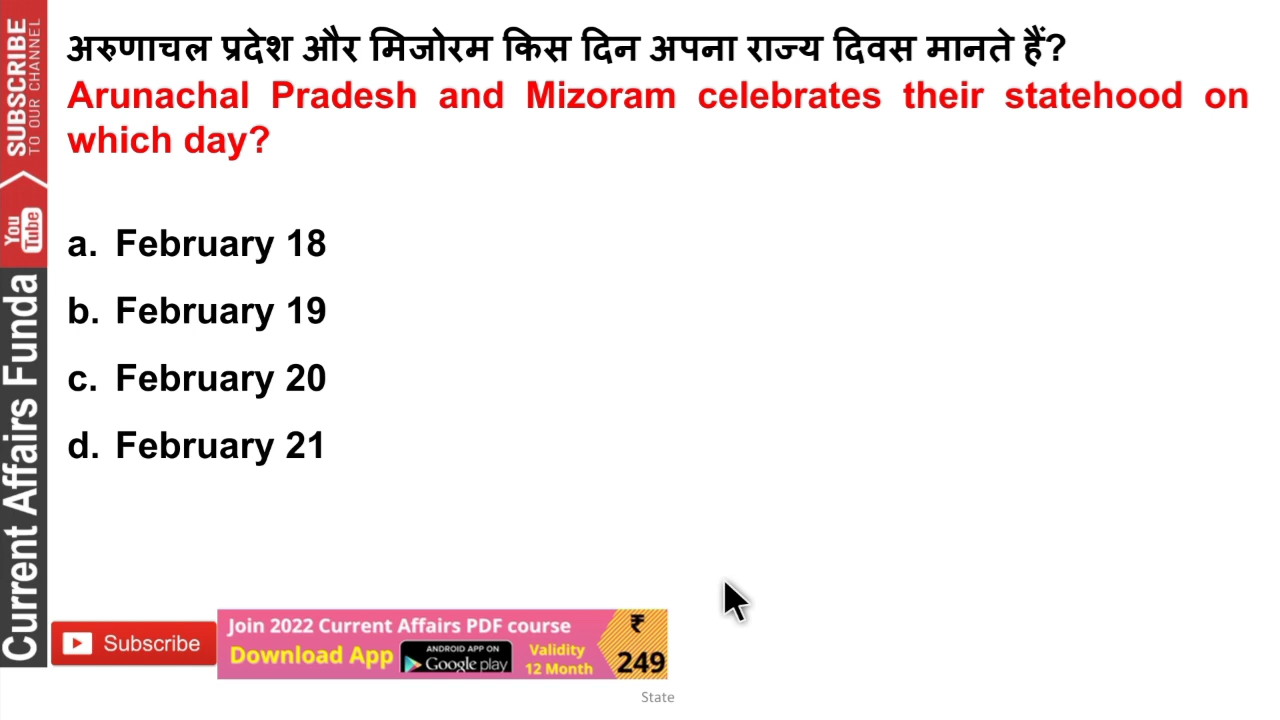 अरुणाचल प्रदेश और मिजोरम किस दिन अपना राज्य दिवस मानते हैं?
Arunachal Pradesh and Mizoram celebrates their statehood on
which day?
a. February 18
b. February 19
c. February 20
d. February 21
SUBSCRIBE
TO OUR CHANNEL
You
Tube
Current Affairs Funda
Subscribe
Join 2022 Current Affairs PDF course
Download App
ANDROID APP ON
Google play
Validity
12 Month
₹
249
State